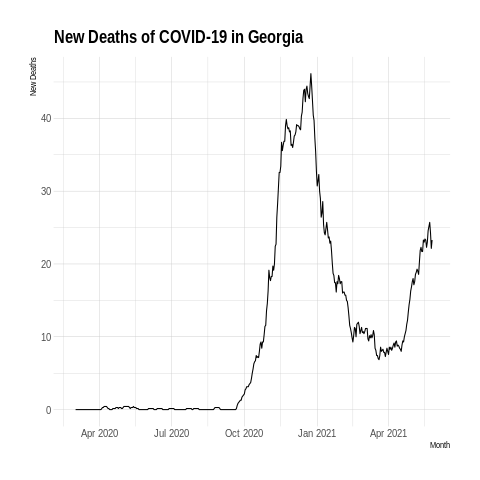 New Deaths of COVID-19 in Georgia
New Deaths
40
30
20
10
0
Apr 2020 Jul 2020 Oct 2020 Jan 2021 Apr 2021
Month